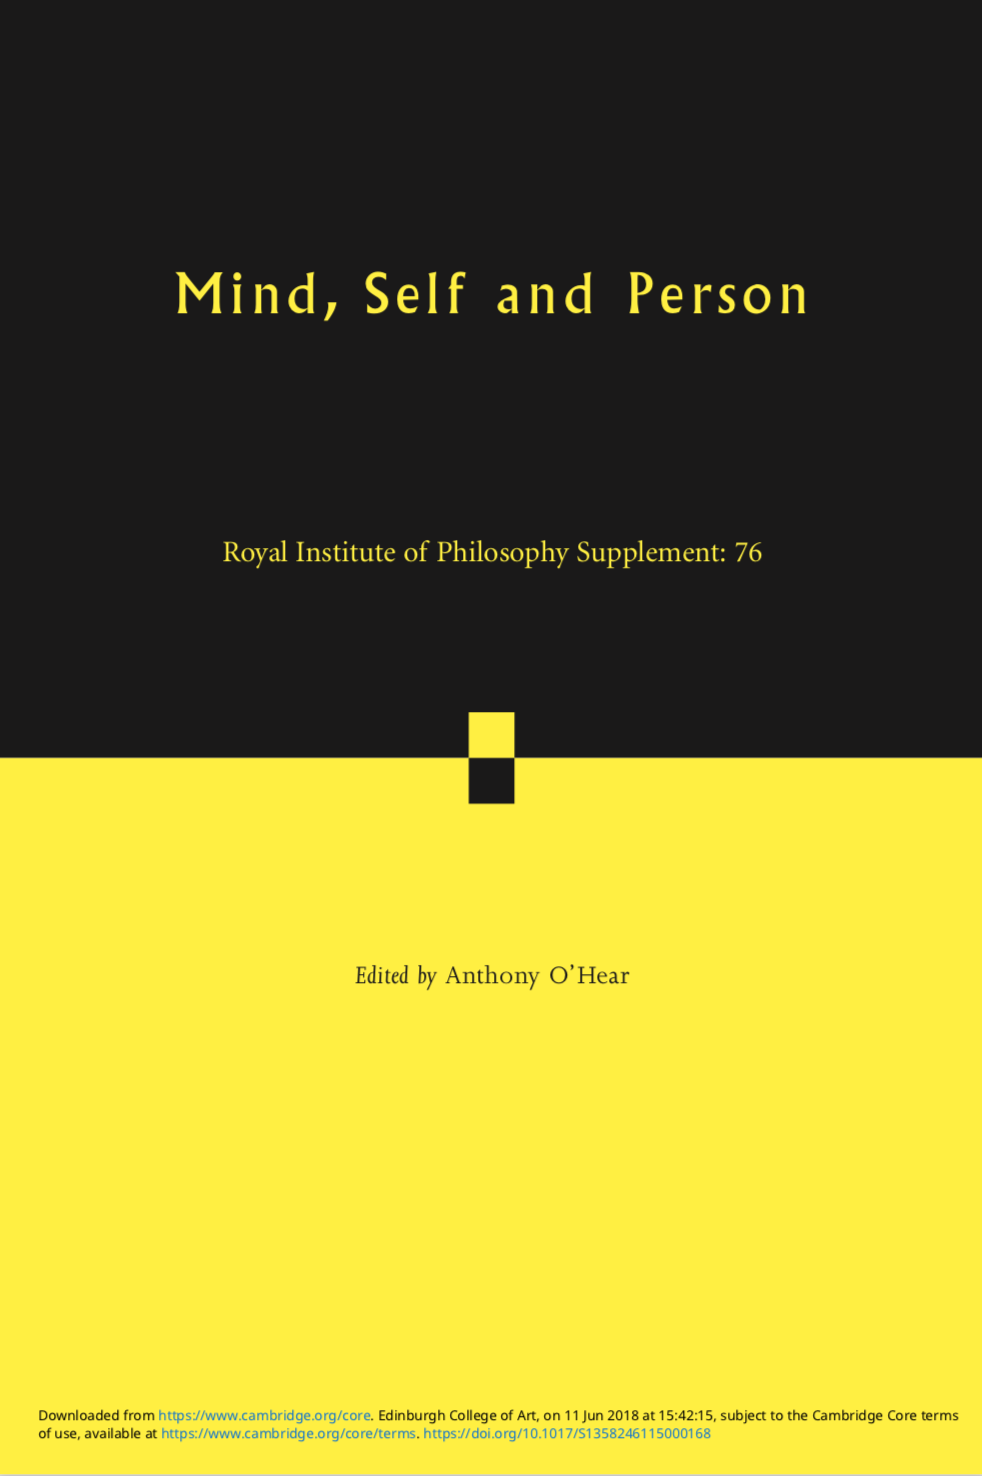 Mind, Self and Person
Royal Institute of Philosophy Supplement: 76
Edited by Anthony O’Hear
Downloaded from https://www.cambridge.org/core. Edinburgh College of Art, on 11 Jun 2018 at 15:42:15, subject to the Cambridge Core terms
of use, available at https://www.cambridge.org/core/terms. https://doi.org/10.1017/S1358246115000168